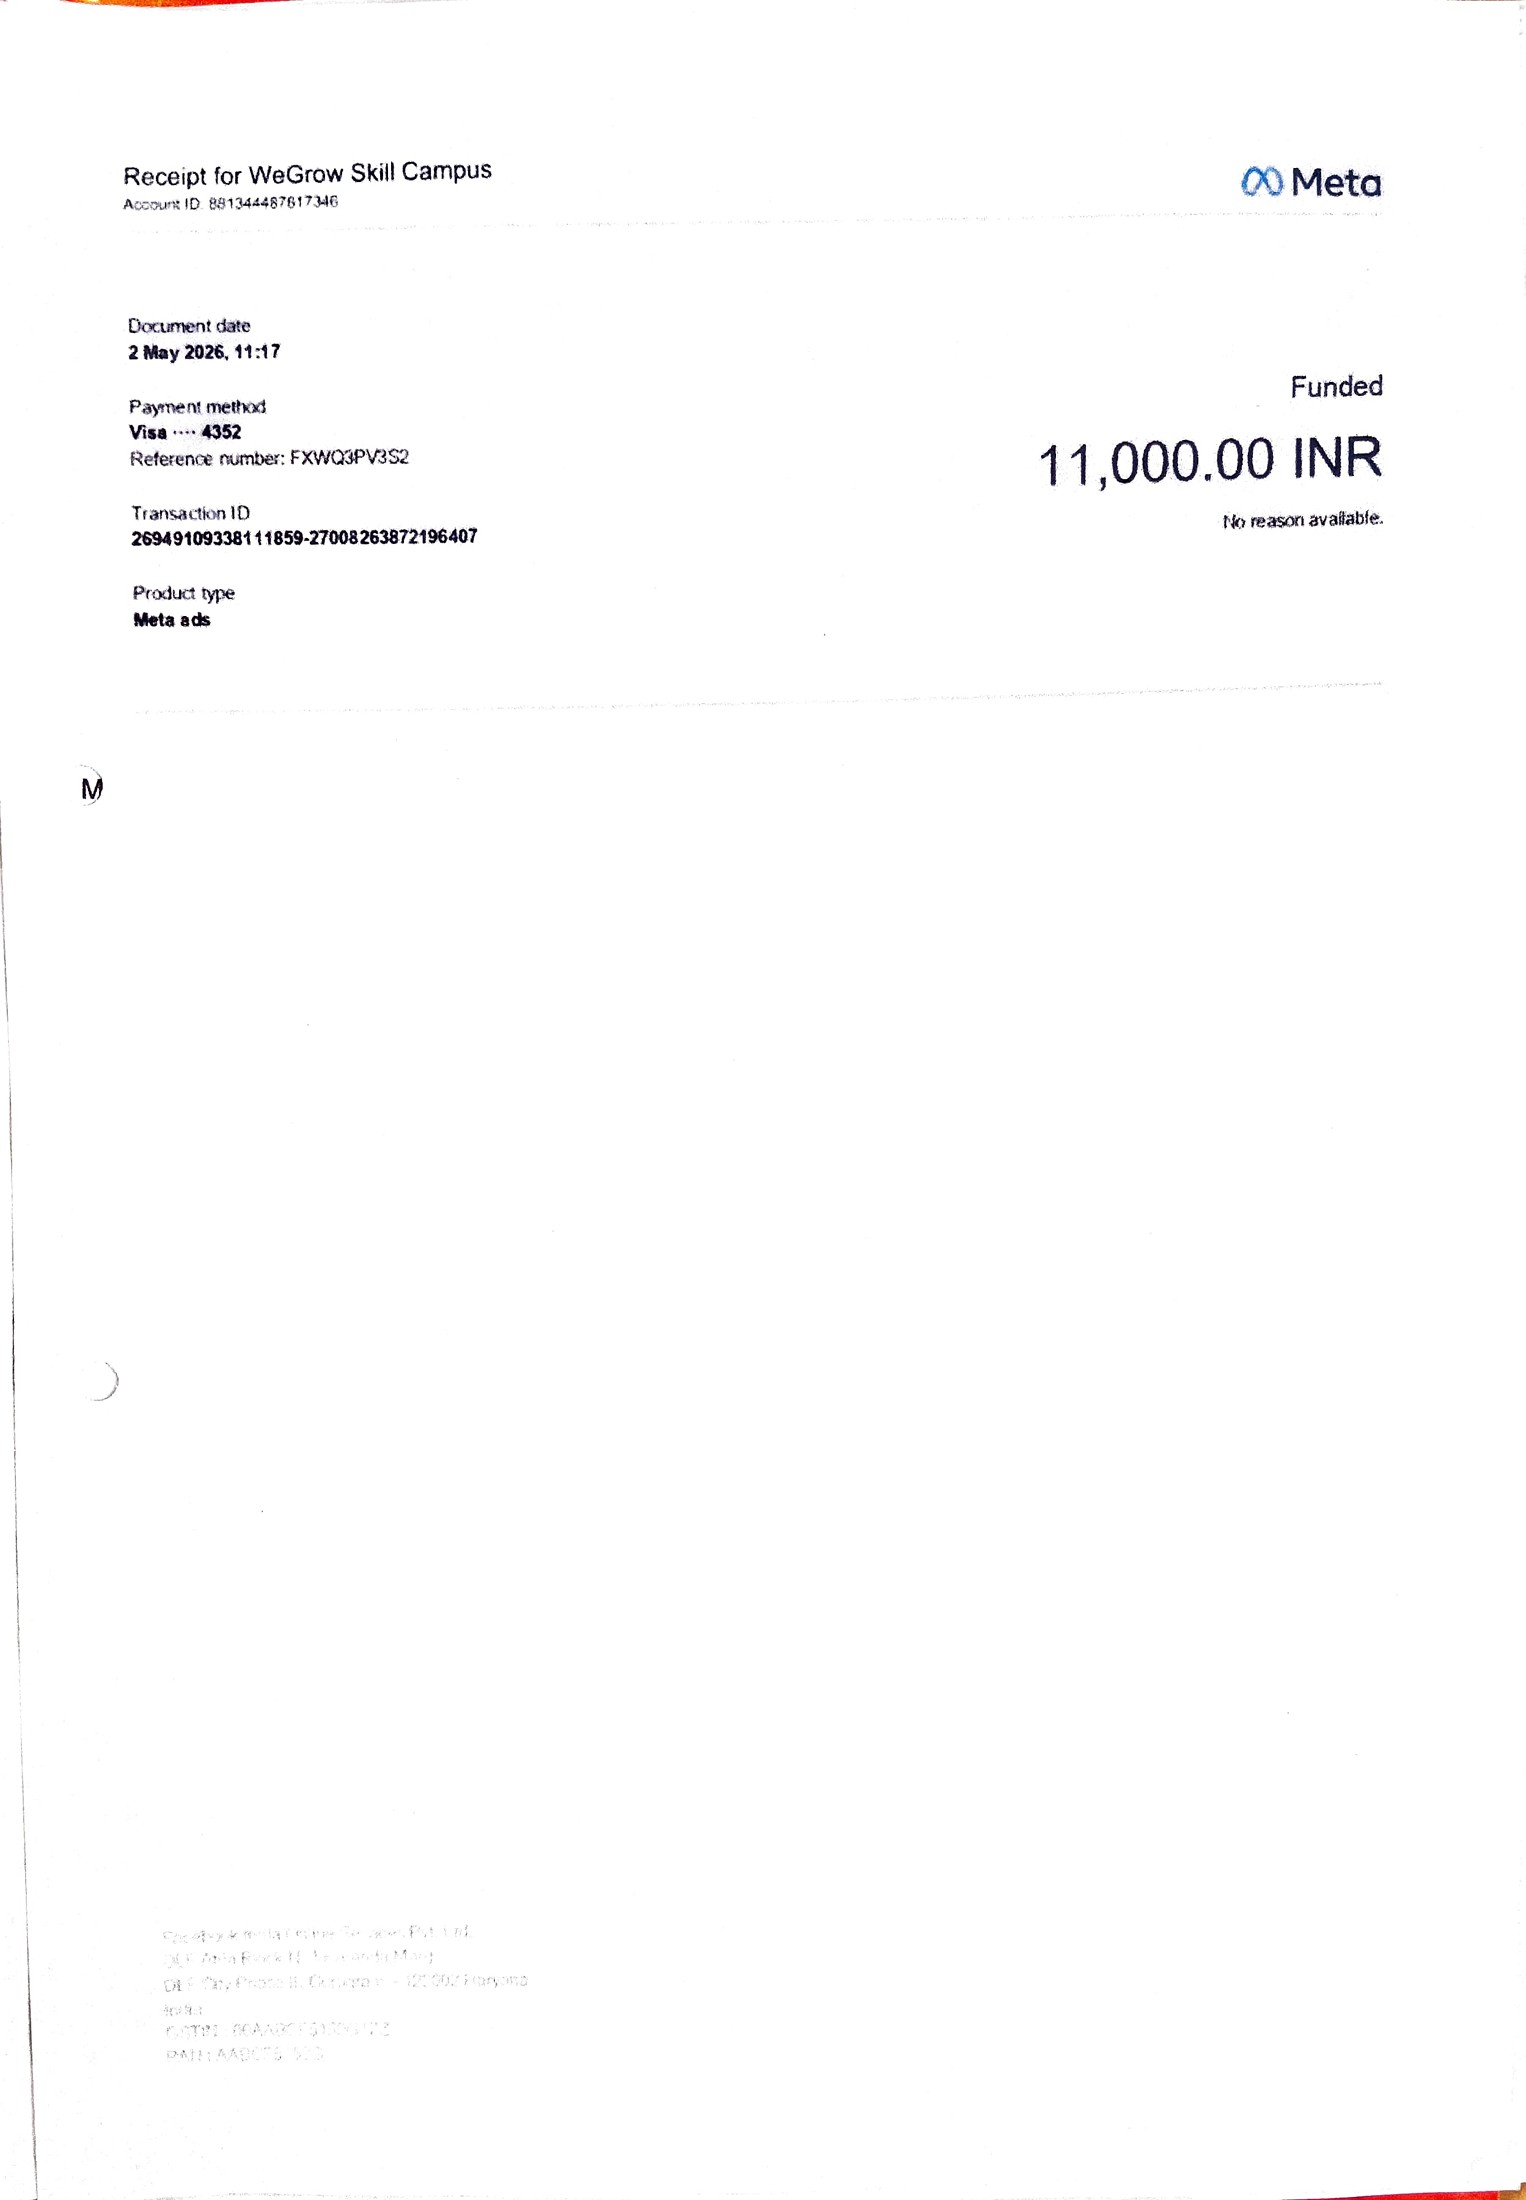 Receipt for WeGrow Skill Campus
Account ID: 881344487617346
Meta
Document date
2 May 2026, 11:17
Payment method
Visa ···· 4352
Reference number: FXWQ3PV3S2
Transaction ID
26949109338111859-27008263872196407
Product type
Meta ads
Funded
11,000.00 INR
No reason available.
M
India